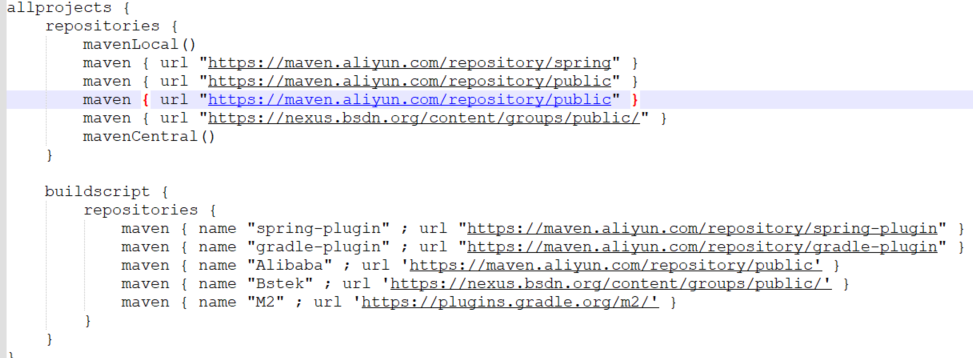 allprojects {
    repositories {
        mavenLocal()
        maven { url "https://maven.aliyun.com/repository/spring" }
        maven { url "https://maven.aliyun.com/repository/public" }
        maven { url "https://maven.aliyun.com/repository/public" }
        maven { url "https://nexus.bsdn.org/content/groups/public/" }
        mavenCentral()
    }

    buildscript {
        repositories {
            maven { name "spring-plugin" ; url "https://maven.aliyun.com/repository/spring-plugin" }
            maven { name "gradle-plugin" ; url "https://maven.aliyun.com/repository/gradle-plugin" }
            maven { name "Alibaba" ; url 'https://maven.aliyun.com/repository/public' }
            maven { name "Bstek" ; url 'https://nexus.bsdn.org/content/groups/public/' }
            maven { name "M2" ; url 'https://plugins.gradle.org/m2/' }
        }
    }
}